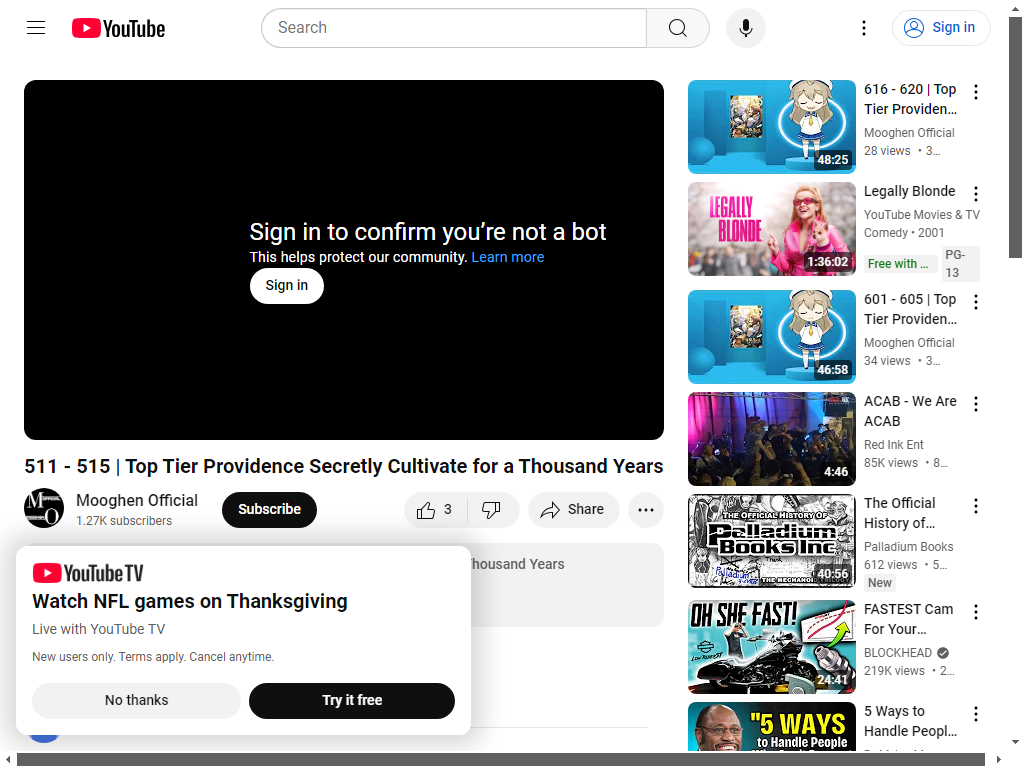 YouTube
Search
Sign in
Sign in to confirm you're not a bot
This helps protect our community. Learn more
Sign in
511 - 515 | Top Tier Providence Secretly Cultivate for a Thousand Years
Mooghen Official
1.27K subscribers
Subscribe
3
Share
Thousand Years
YouTube TV
Watch NFL games on Thanksgiving
Live with YouTube TV
New users only. Terms apply. Cancel anytime.
No thanks
Try it free
48:25
616 - 620 | Top
Tier Providen...
Mooghen Official
28 views • 3...
LEGALLY
BLONDE
1:36:02
Legally Blonde
YouTube Movies & TV
Comedy • 2001
Free with ...
PG-
13
46:58
601 - 605 | Top
Tier Providen...
Mooghen Official
34 views • 3...
4:46
ACAB - We Are
ACAB
Red Ink Ent
85K views • 8...
THE OFFICIAL HISTORY OF
Palladium
Books Inc
40:56
The Official
History of...
Palladium Books
612 views • 5...
New
OH SHE FAST!
24:41
FASTEST Cam
For Your...
BLOCKHEAD
219K views • 2...
"5 WAYS
to Handle People
5 Ways to
Handle Peopl...